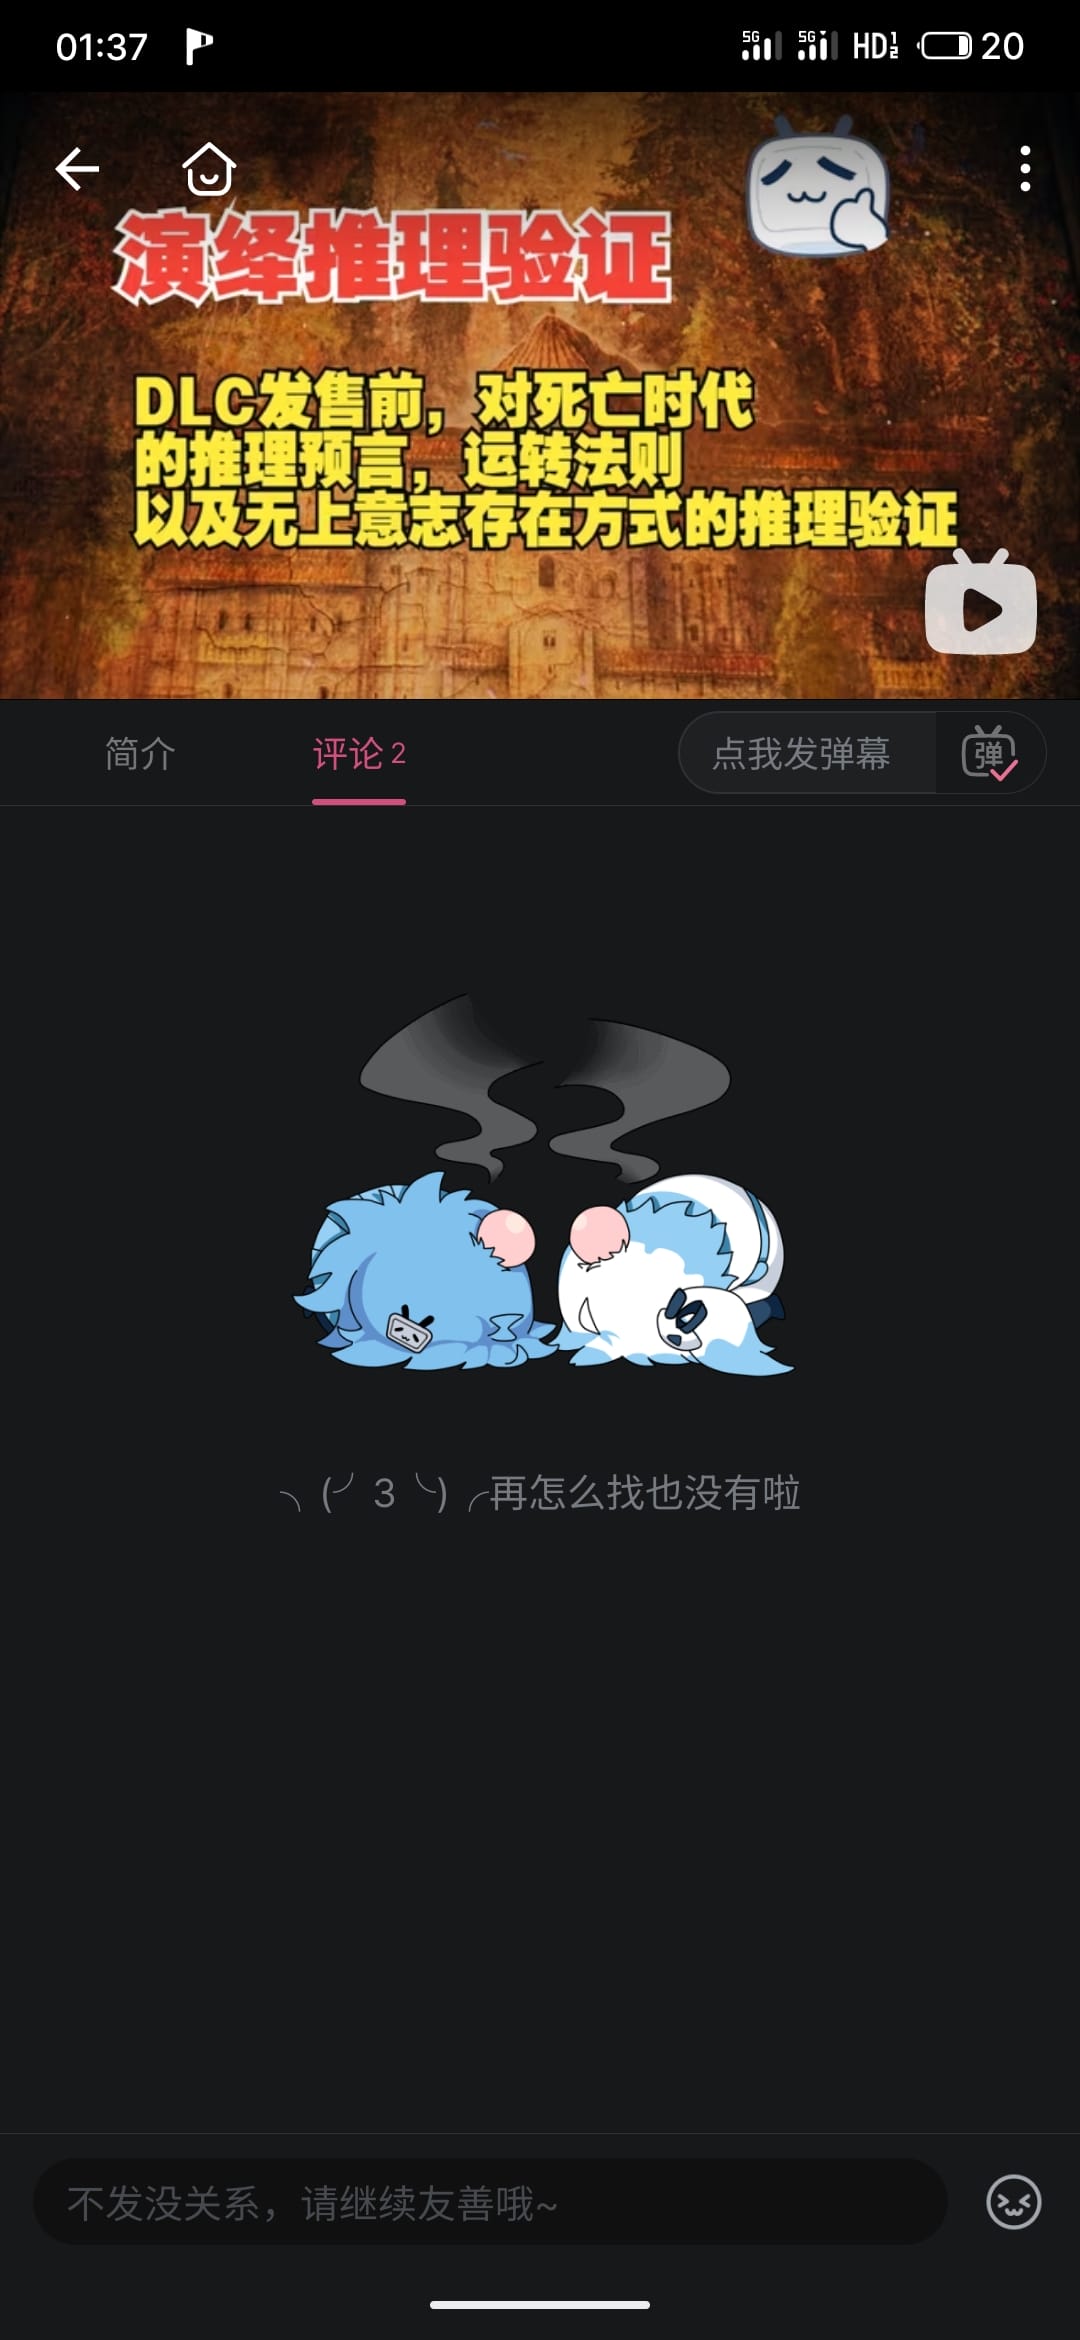 01:37
5G 5G HD 1 2 20
演绎推理验证
DLC发售前，对死亡时代
的推理预言，运转法则
以及无上意志存在方式的推理验证
简介 评论 2 点我发弹幕 弹
╮(╯3╰)╭再怎么找也没有啦
不发没关系，请继续友善哦~